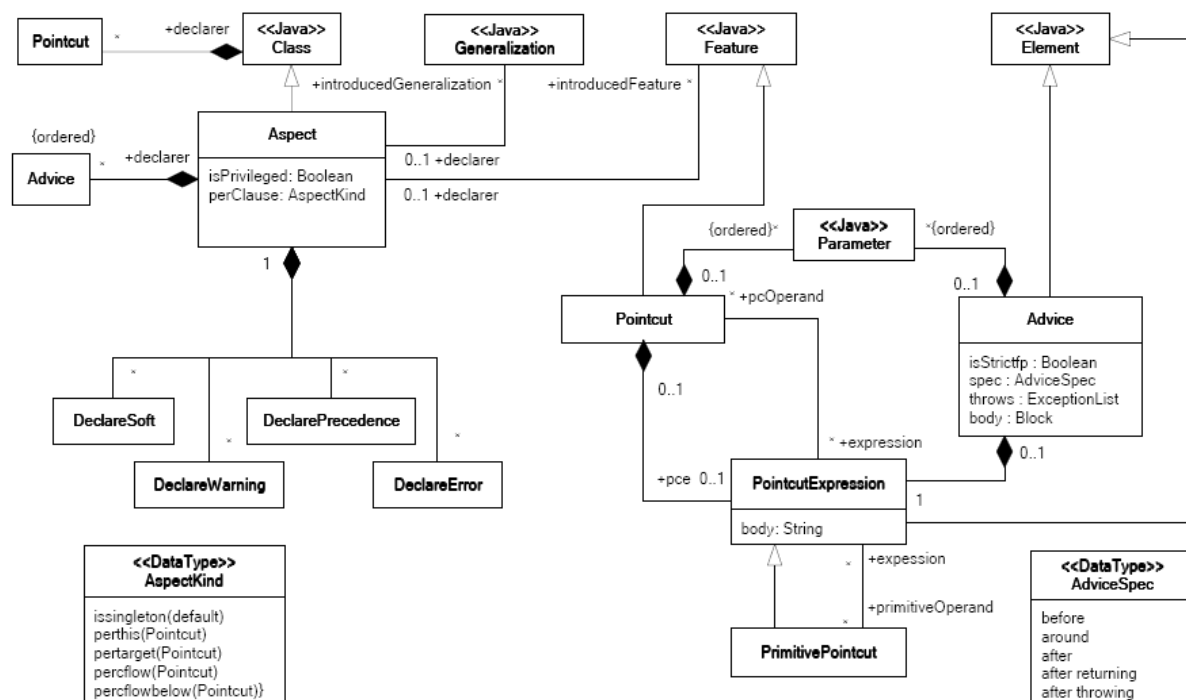 Pointcut
*
+declarer
<<Java>>
Class
<<Java>>
Generalization
<<Java>>
Feature
<<Java>>
Element
+introducedGeneralization *
+introducedFeature *
{ordered}
*
+declarer
Advice
Aspect
isPrivileged: Boolean
perClause: AspectKind
0..1 +declarer
0..1 +declarer
1
{ordered}*
<<Java>>
Parameter
*{ordered}
0..1
0..1
Pointcut
* +pcOperand
Advice
isStrictfp : Boolean
spec : AdviceSpec
throws : ExceptionList
body : Block
0..1
0..1
*
*
DeclareSoft
DeclarePrecedence
*
*
DeclareWarning
DeclareError
* +expression
+pce 0..1
PointcutExpression
body: String
1
* +expession
+primitiveOperand
*
PrimitivePointcut
<<DataType>>
AspectKind
issingleton(default)
perthis(Pointcut)
pertarget(Pointcut)
percflow(Pointcut)
percflowbelow(Pointcut)}
<<DataType>>
AdviceSpec
before
around
after
after returning
after throwing